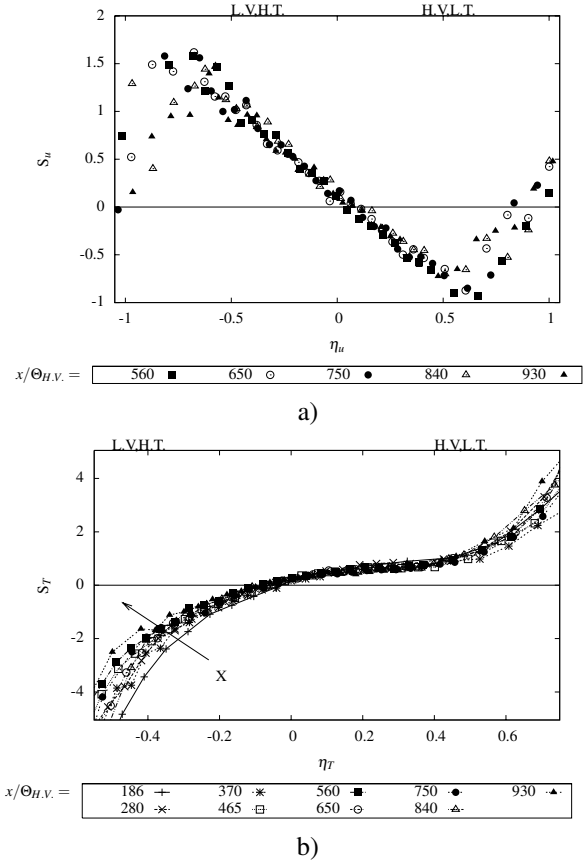 L.V,H.T. H.V,L.T.
2
1.5
1
0.5
0
-0.5
-1
S_u
-1 -0.5 0 0.5 1
η_u
x/Θ_{H.V.} = 560 650 750 840 930
a)
L.V,H.T. H.V,L.T.
4
2
0
-2
-4
S_T
X
-0.4 -0.2 0 0.2 0.4 0.6
η_T
x/Θ_{H.V.} = 186 370 560 750 930
280 465 650 840
b)